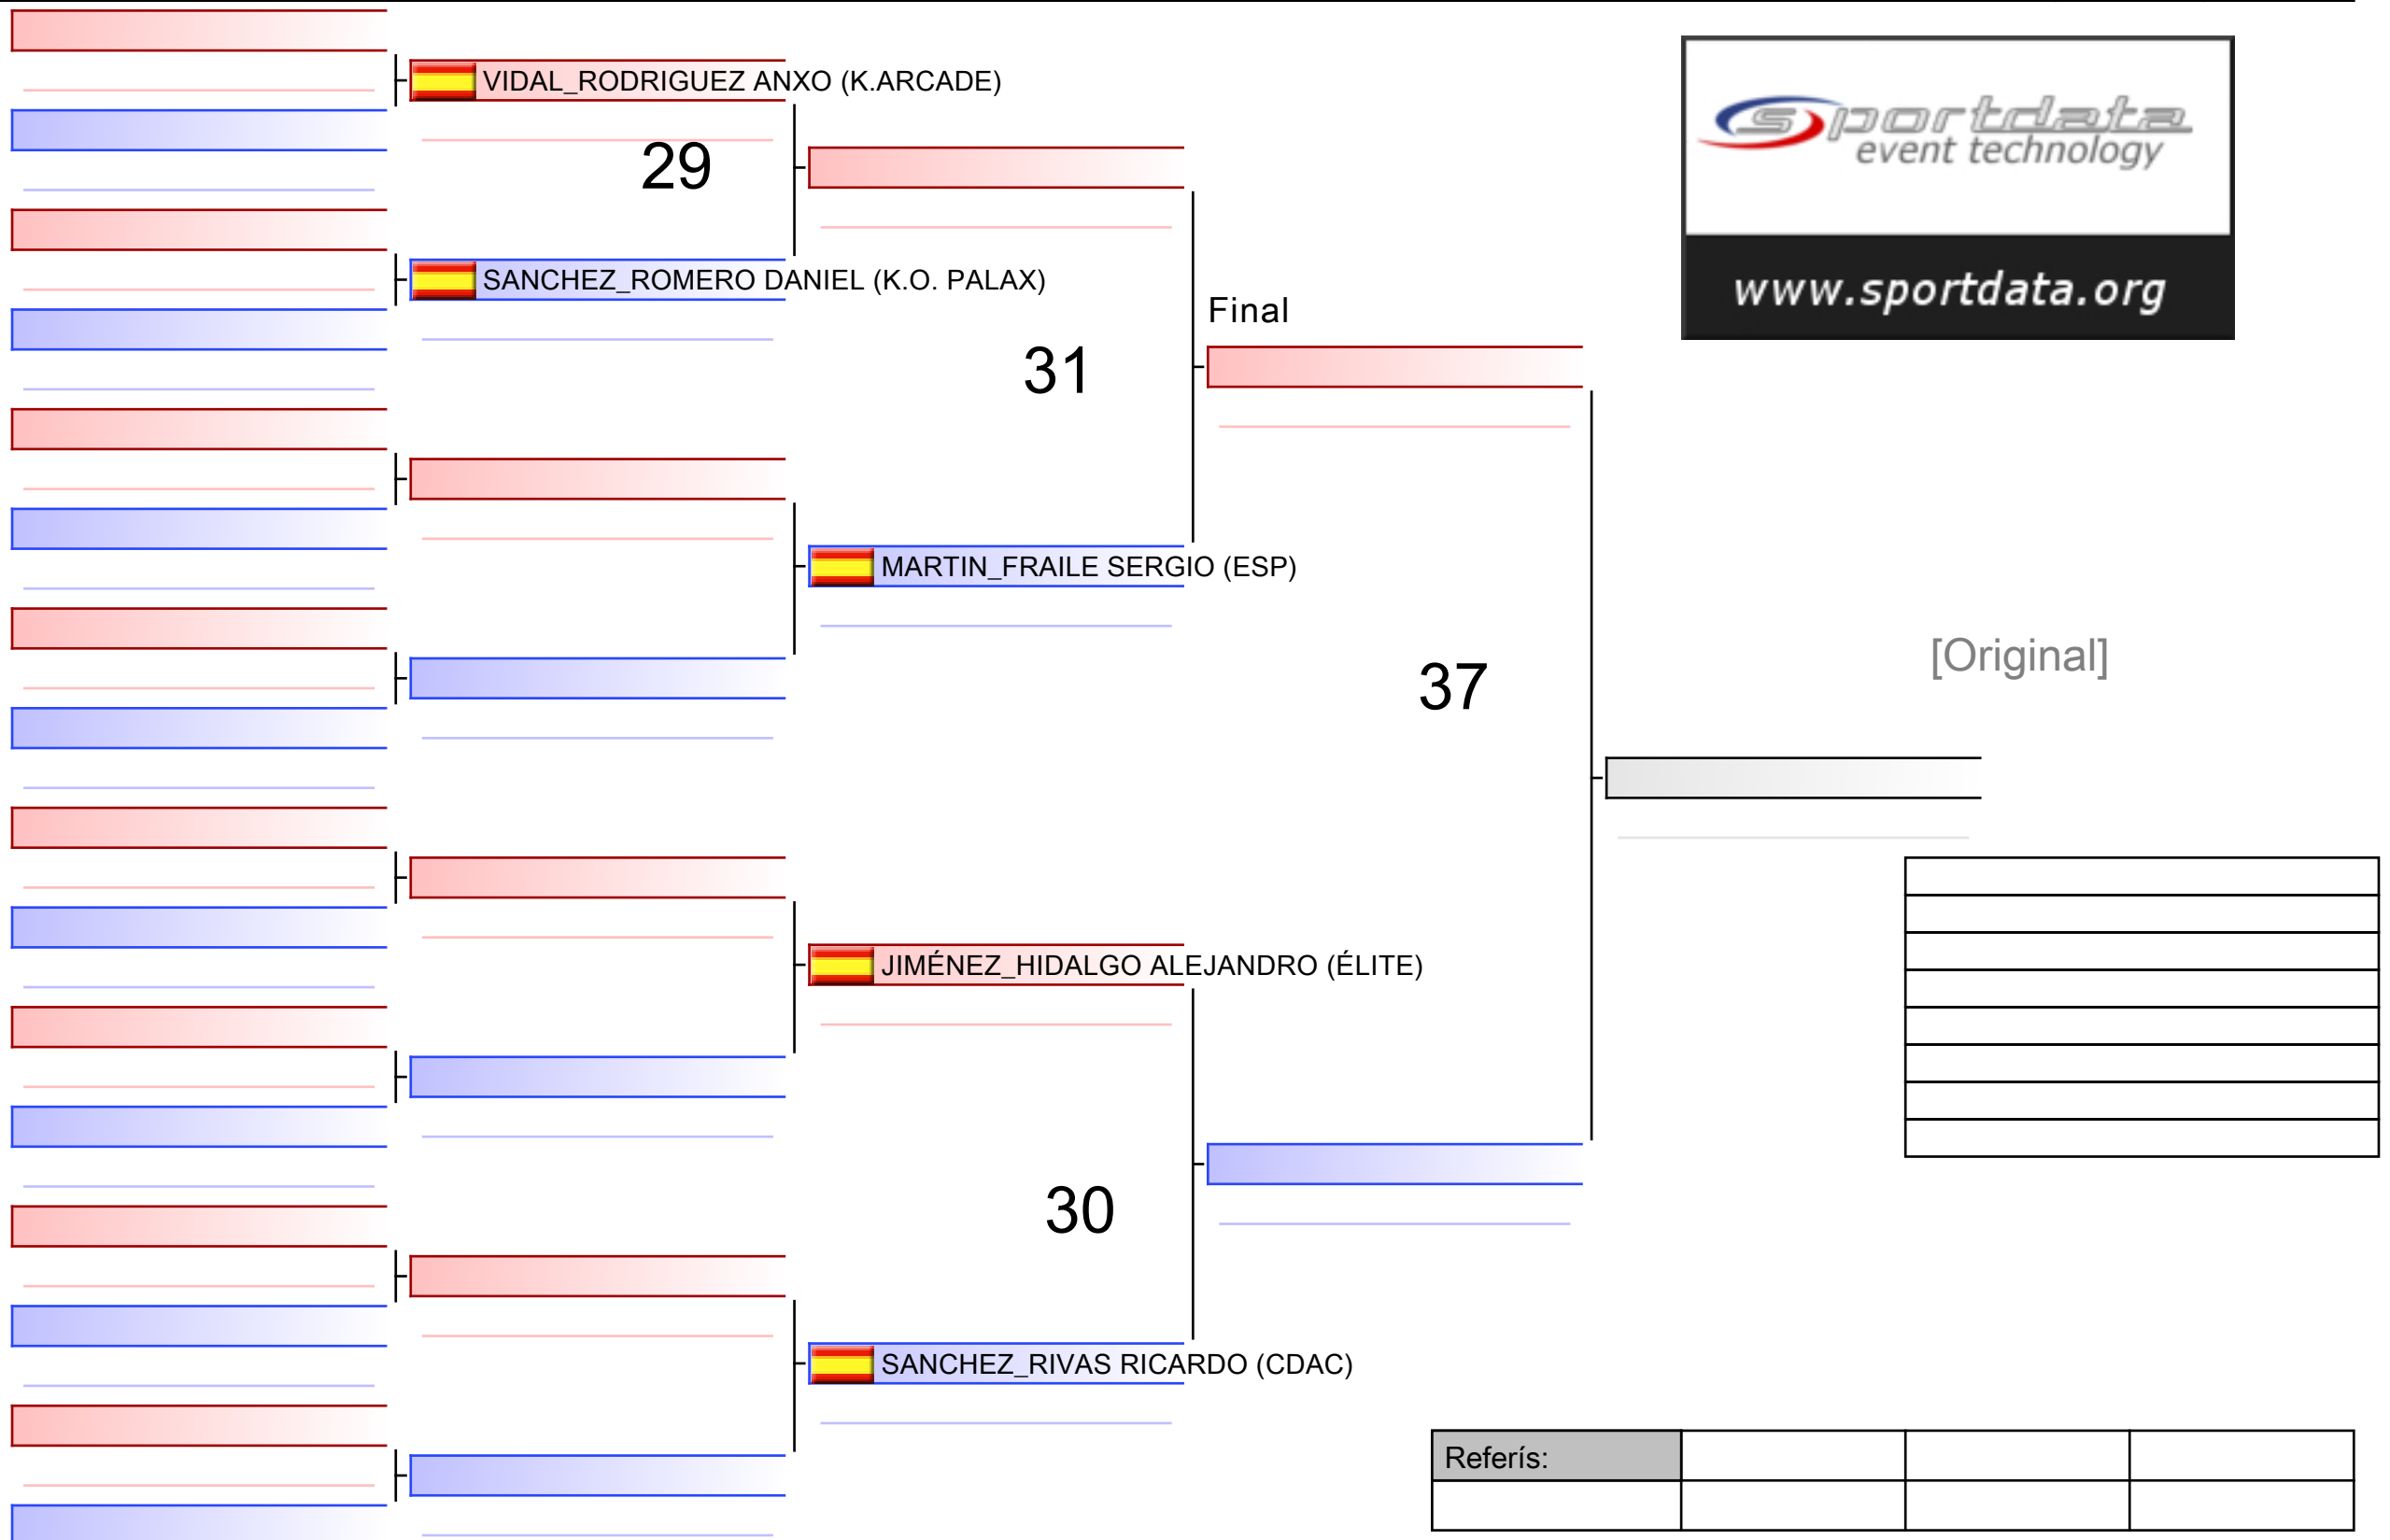 VIDAL_RODRIGUEZ ANXO (K.ARCADE)
29
SANCHEZ_ROMERO DANIEL (K.O. PALAX)
sportdata
event technology
www.sportdata.org
Final
31
MARTIN_FRAILE SERGIO (ESP)
37
[Original]
JIMÉNEZ_HIDALGO ALEJANDRO (ÉLITE)
30
SANCHEZ_RIVAS RICARDO (CDAC)
Referís: